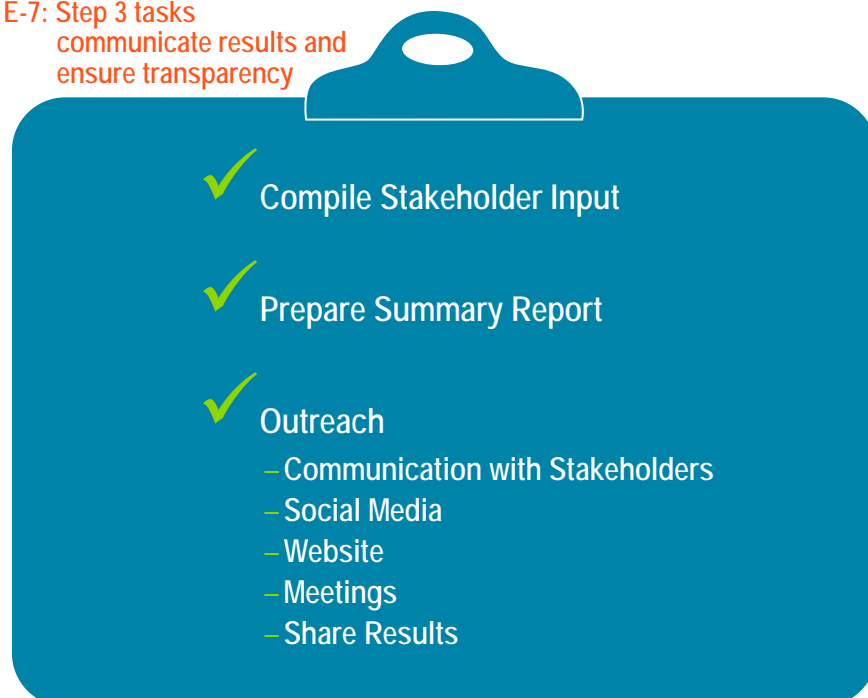 E-7: Step 3 tasks
communicate results and
ensure transparency
Compile Stakeholder Input
Prepare Summary Report
Outreach
– Communication with Stakeholders
– Social Media
– Website
– Meetings
– Share Results